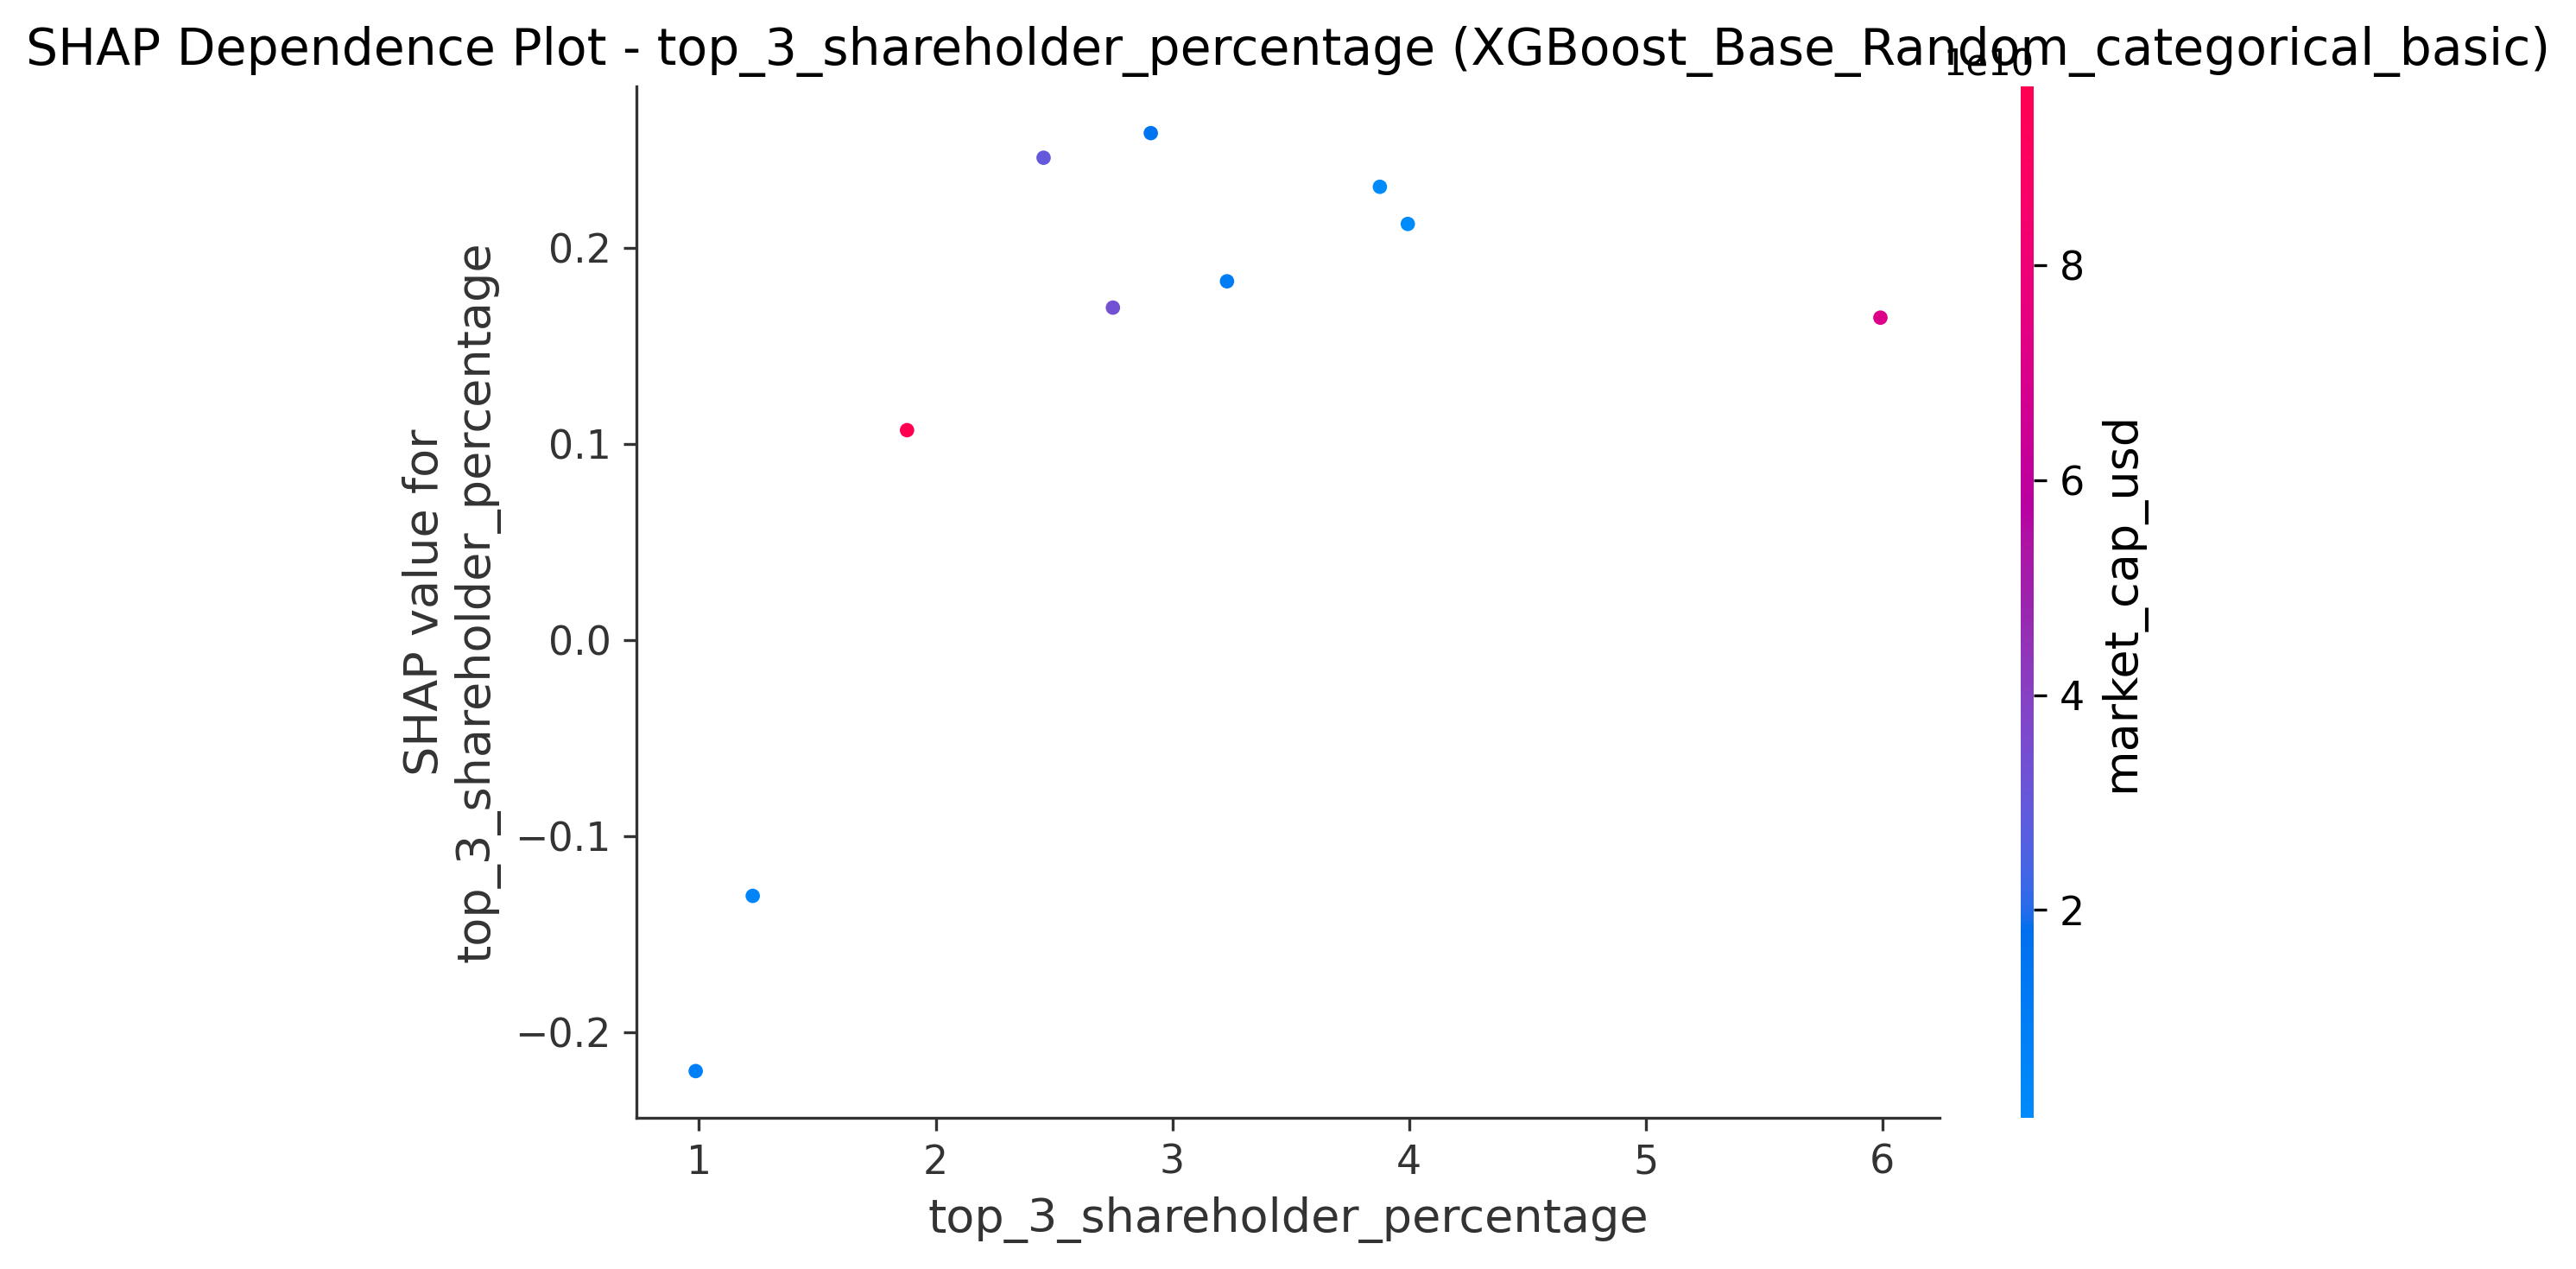 SHAP Dependence Plot - top_3_shareholder_percentage (XGBoost_Base_Random_categorical_basic)
1e10
SHAP value for
top_3_shareholder_percentage
0.2
0.1
0.0
−0.1
−0.2
1 2 3 4 5 6
top_3_shareholder_percentage
8
6
4
2
market_cap_usd